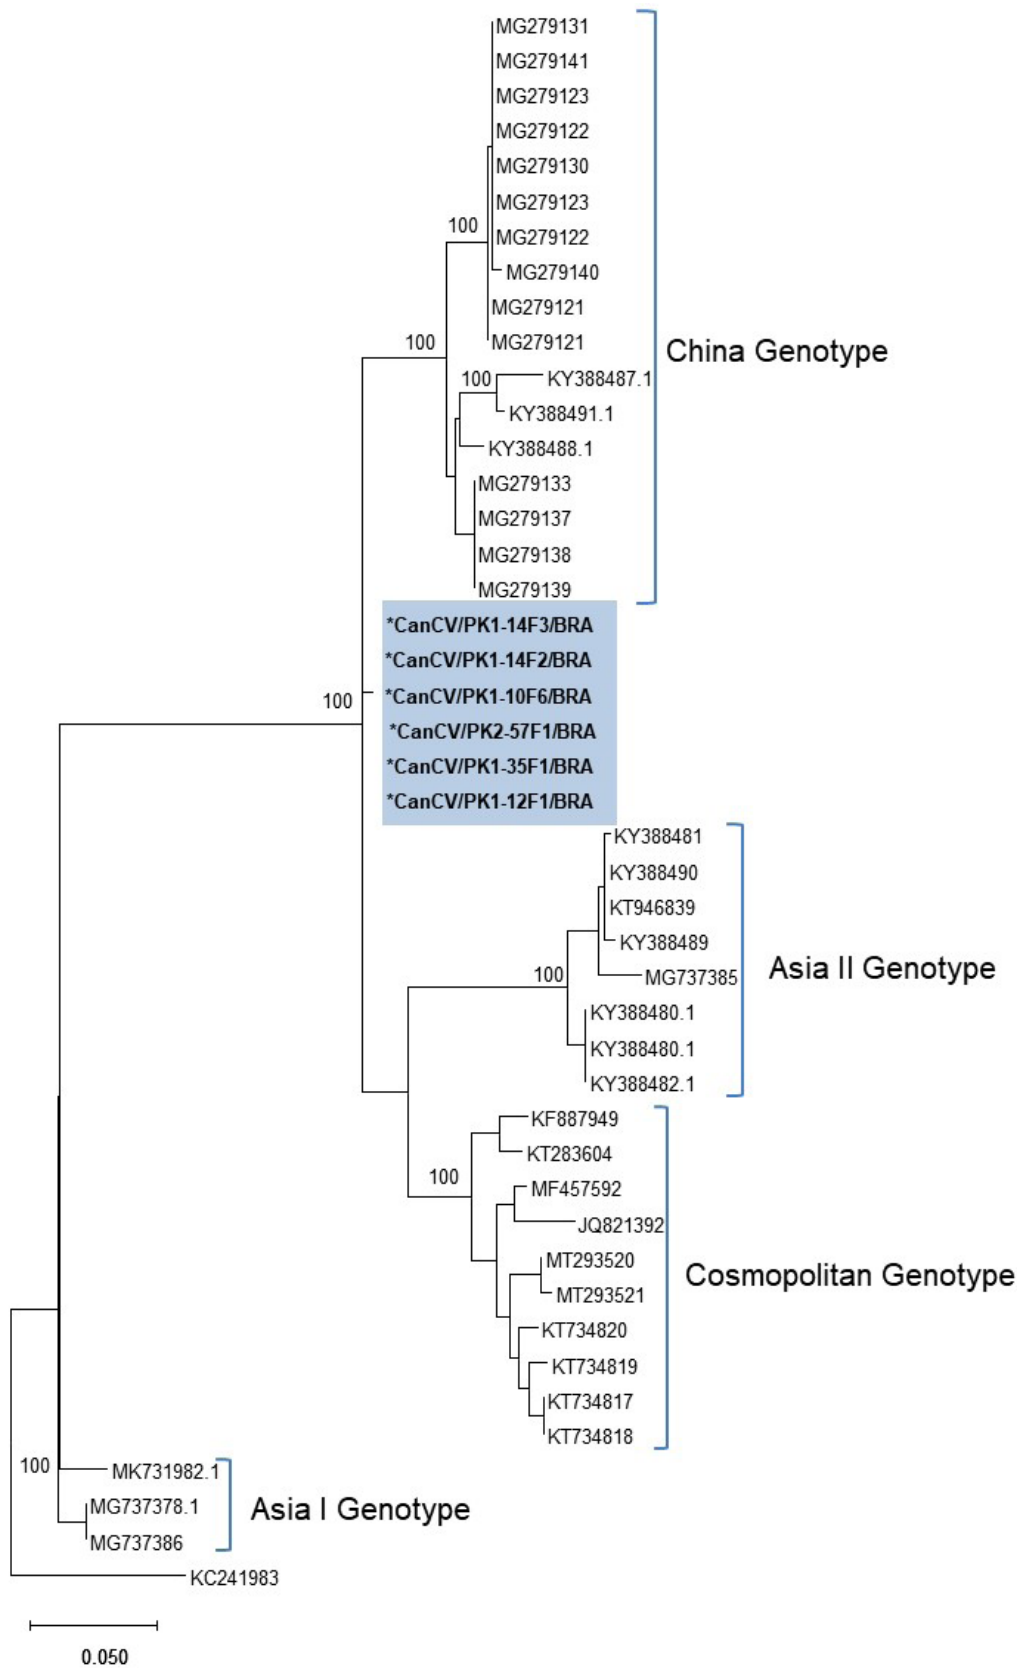 MG279131
MG279141
MG279123
MG279122
MG279130
MG279123
100
MG279122
MG279140
MG279121
100
MG279121
China Genotype
100
KY388487.1
KY388491.1
KY388488.1
MG279133
MG279137
MG279138
MG279139
*CanCV/PK1-14F3/BRA
*CanCV/PK1-14F2/BRA
100
*CanCV/PK1-10F6/BRA
*CanCV/PK2-57F1/BRA
*CanCV/PK1-35F1/BRA
*CanCV/PK1-12F1/BRA
KY388481
KY388490
KT946839
KY388489
Asia II Genotype
100
MG737385
KY388480.1
KY388480.1
KY388482.1
KF887949
KT283604
100
MF457592
JQ821392
MT293520
Cosmopolitan Genotype
MT293521
KT734820
KT734819
KT734817
KT734818
100
MK731982.1
MG737378.1
Asia I Genotype
MG737386
KC241983
0.050